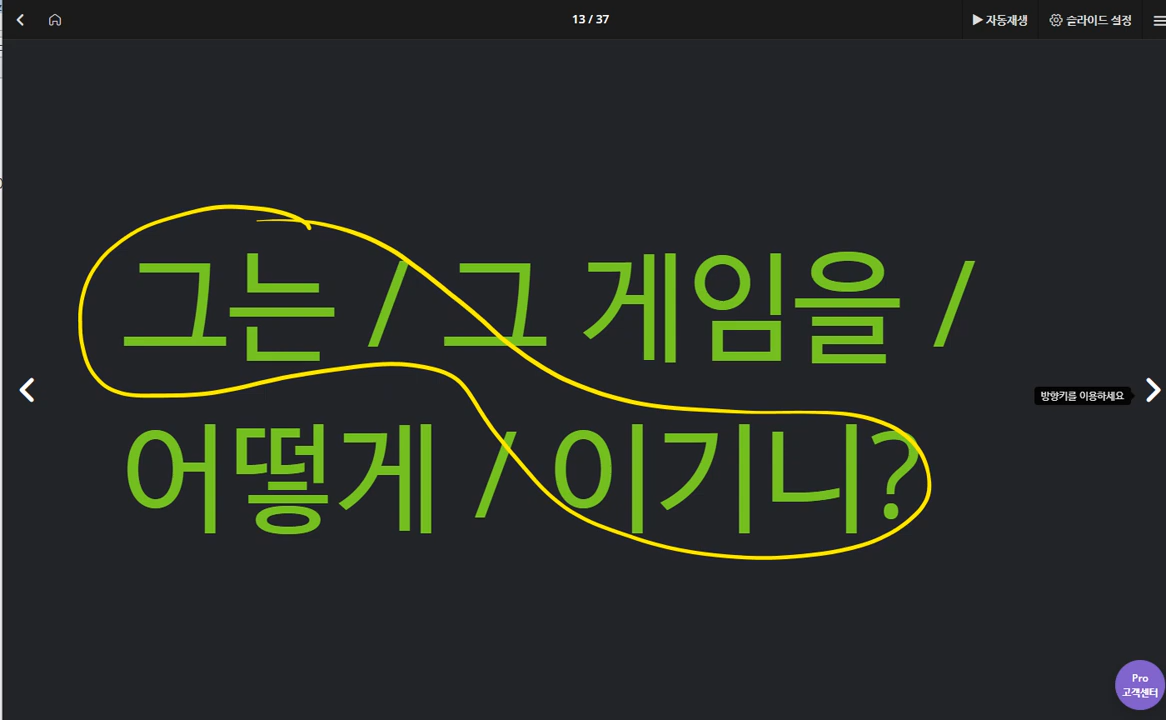 13 / 37
▶ 자동재생
슬라이드 설정
그는 / 그 게임을 /
어떻게 / 이기니?
방향키를 이용하세요
Pro
고객센터